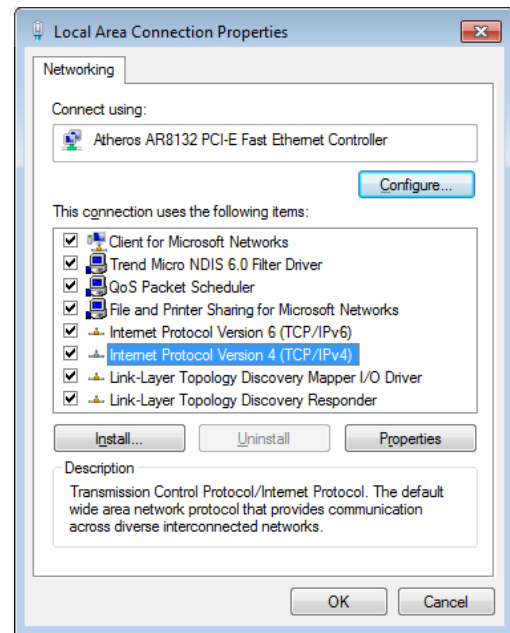 Local Area Connection Properties
Networking
Connect using:
Atheros AR8132 PCI-E Fast Ethernet Controller
Configure...
This connection uses the following items:
Client for Microsoft Networks
Trend Micro NDIS 6.0 Filter Driver
QoS Packet Scheduler
File and Printer Sharing for Microsoft Networks
Internet Protocol Version 6 (TCP/IPv6)
Internet Protocol Version 4 (TCP/IPv4)
Link-Layer Topology Discovery Mapper I/O Driver
Link-Layer Topology Discovery Responder
Install... Uninstall Properties
Description
Transmission Control Protocol/Internet Protocol. The default
wide area network protocol that provides communication
across diverse interconnected networks.
OK Cancel